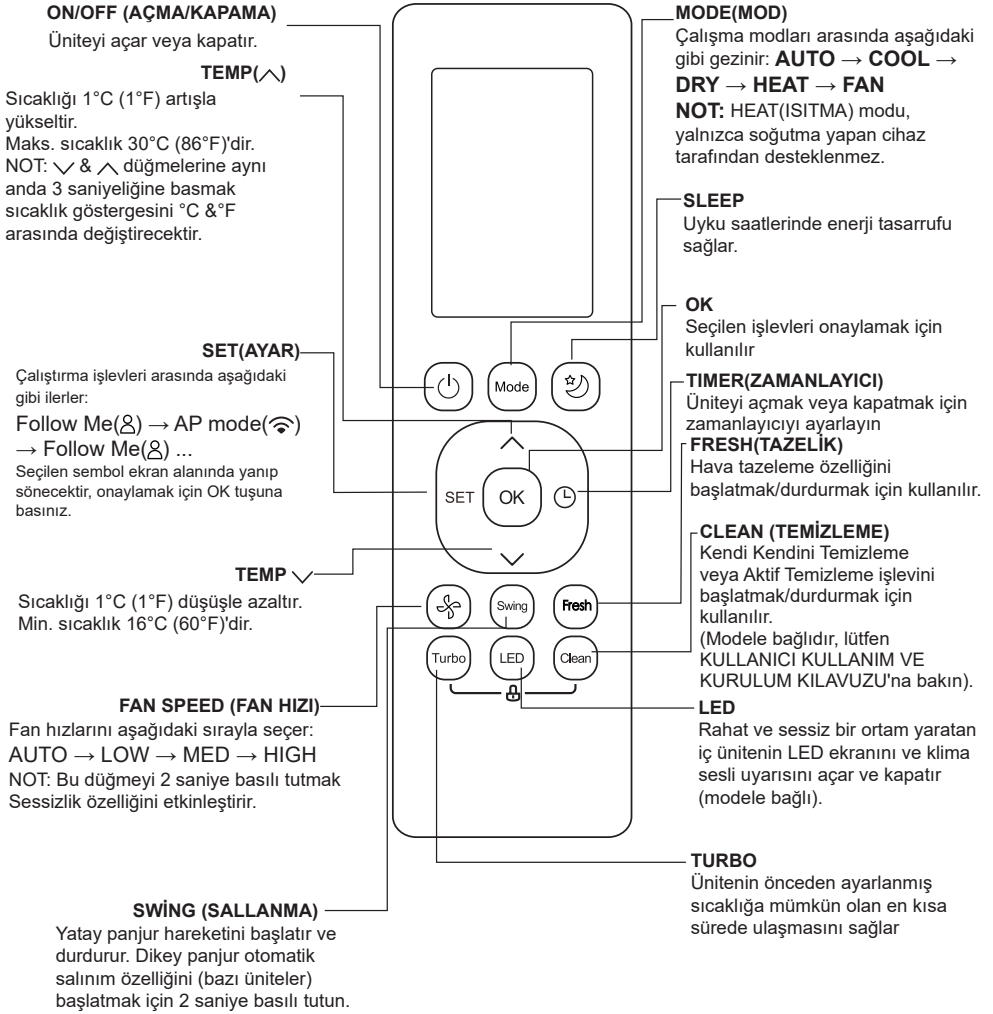 ON/OFF (AÇMA/KAPAMA)
Üniteyi açar veya kapatır.
TEMP(︿)
Sıcaklığı 1°C (1°F) artışla
yükseltir.
Maks. sıcaklık 30°C (86°F)'dir.
NOT: ﹀ & ︿ düğmelerine aynı
anda 3 saniyeliğine basmak
sıcaklık göstergesini °C &°F
arasında değiştirecektir.
SET(AYAR)
Çalıştırma işlevleri arasında aşağıdaki
gibi ilerler:
Follow Me() → AP mode()
→ Follow Me() ...
Seçilen sembol ekran alanında yanıp
sönecektir, onaylamak için OK tuşuna
basınız.
TEMP ﹀
Sıcaklığı 1°C (1°F) düşüşle azaltır.
Min. sıcaklık 16°C (60°F)'dir.
FAN SPEED (FAN HIZI)
Fan hızlarını aşağıdaki sırayla seçer:
AUTO → LOW → MED → HIGH
NOT: Bu düğmeyi 2 saniye basılı tutmak
Sessizlik özelliğini etkinleştirir.
SWİNG (SALLANMA)
Yatay panjur hareketini başlatır ve
durdurur. Dikey panjur otomatik
salınım özelliğini (bazı üniteler)
başlatmak için 2 saniye basılı tutun.
Mode
SET
OK
Swing
Fresh
Turbo
LED
Clean
MODE(MOD)
Çalışma modları arasında aşağıdaki
gibi gezinir: AUTO → COOL →
DRY → HEAT → FAN
NOT: HEAT(ISITMA) modu,
yalnızca soğutma yapan cihaz
tarafından desteklenmez.
SLEEP
Uyku saatlerinde enerji tasarrufu
sağlar.
OK
Seçilen işlevleri onaylamak için
kullanılır
TIMER(ZAMANLAYICI)
Üniteyi açmak veya kapatmak için
zamanlayıcıyı ayarlayın
FRESH(TAZELİK)
Hava tazeleme özelliğini
başlatmak/durdurmak için kullanılır.
CLEAN (TEMİZLEME)
Kendi Kendini Temizleme
veya Aktif Temizleme işlevini
başlatmak/durdurmak için
kullanılır.
(Modele bağlıdır, lütfen
KULLANICI KULLANIM VE
KURULUM KILAVUZU'na bakın).
LED
Rahat ve sessiz bir ortam yaratan
iç ünitenin LED ekranını ve klima
sesli uyarısını açar ve kapatır
(modele bağlı).
TURBO
Ünitenin önceden ayarlanmış
sıcaklığa mümkün olan en kısa
sürede ulaşmasını sağlar